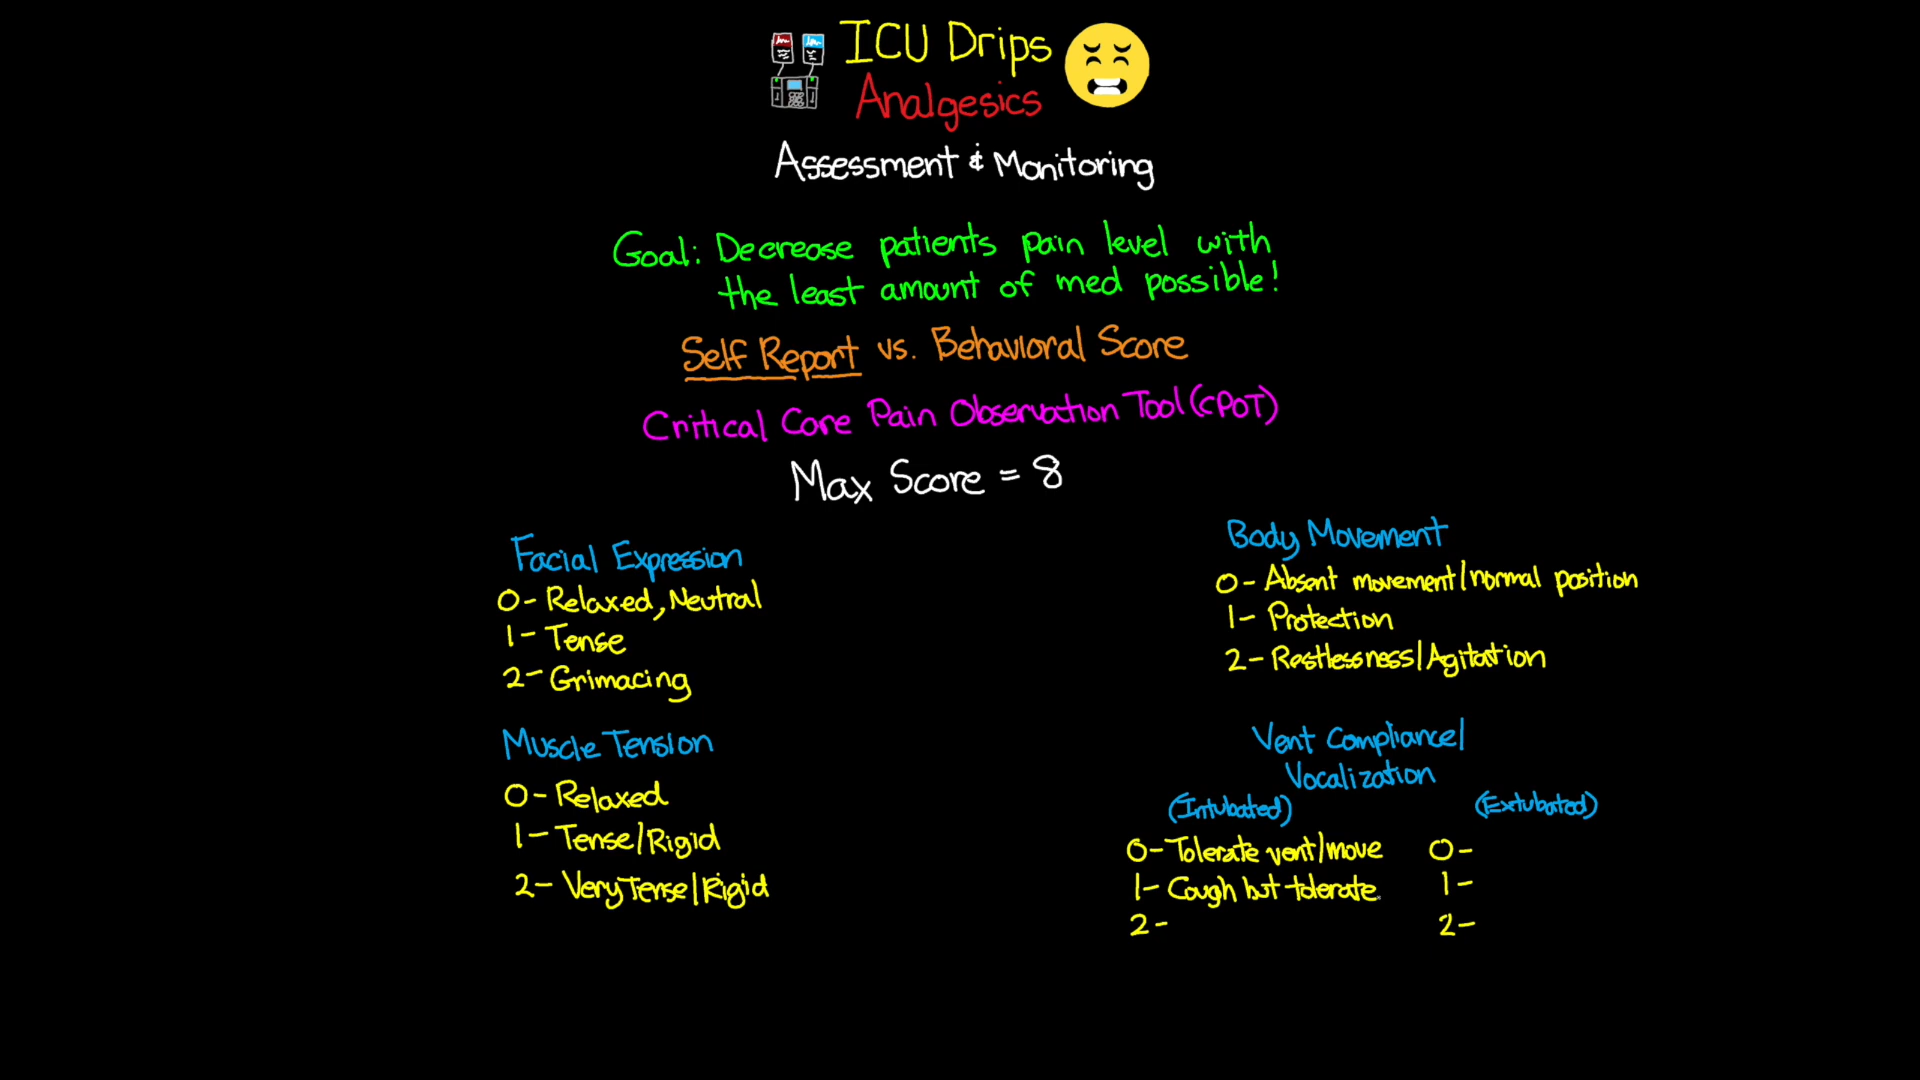 ICU Drips
Analgesics
Assessment & Monitoring
Goal: Decrease patients pain level with
the least amount of med possible!
Self Report vs. Behavioral Score
Critical Care Pain Observation Tool (CPOT)
Max Score = 8
Facial Expression
0- Relaxed, Neutral
1- Tense
2- Grimacing
Muscle Tension
0- Relaxed
1- Tense/Rigid
2- Very Tense/Rigid
Body Movement
0- Absent movement/normal position
1- Protection
2- Restlessness/Agitation
Vent Compliance/
Vocalization
(Intubated)
0- Tolerate vent/move
1- Cough but tolerate
2-
(Extubated)
0-
1-
2-